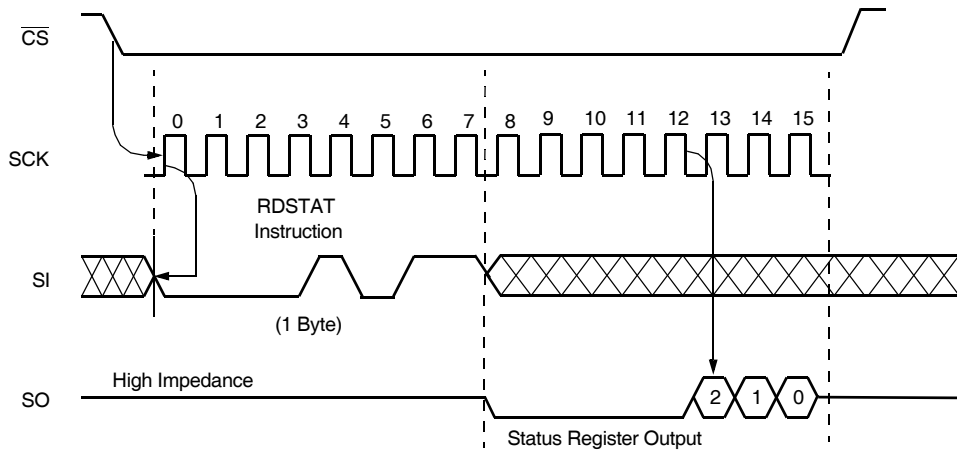 CS
0 1 2 3 4 5 6 7 8 9 10 11 12 13 14 15
SCK
RDSTAT
Instruction
SI
(1 Byte)
High Impedance
SO
2 1 0
Status Register Output